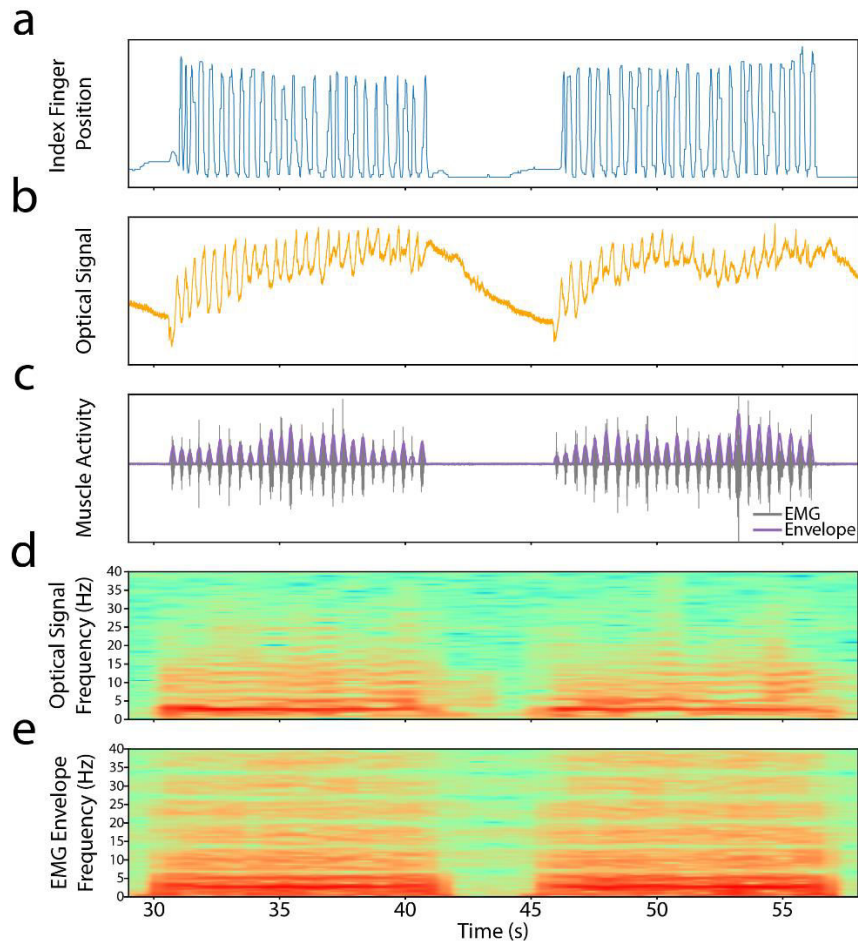 a
Index Finger
Position
b
Optical Signal
c
Muscle Activity
EMG
Envelope
d
Optical Signal
Frequency (Hz)
40
35
30
25
20
15
10
5
0
e
EMG Envelope
Frequency (Hz)
40
35
30
25
20
15
10
5
0
30 35 40 45 50 55
Time (s)